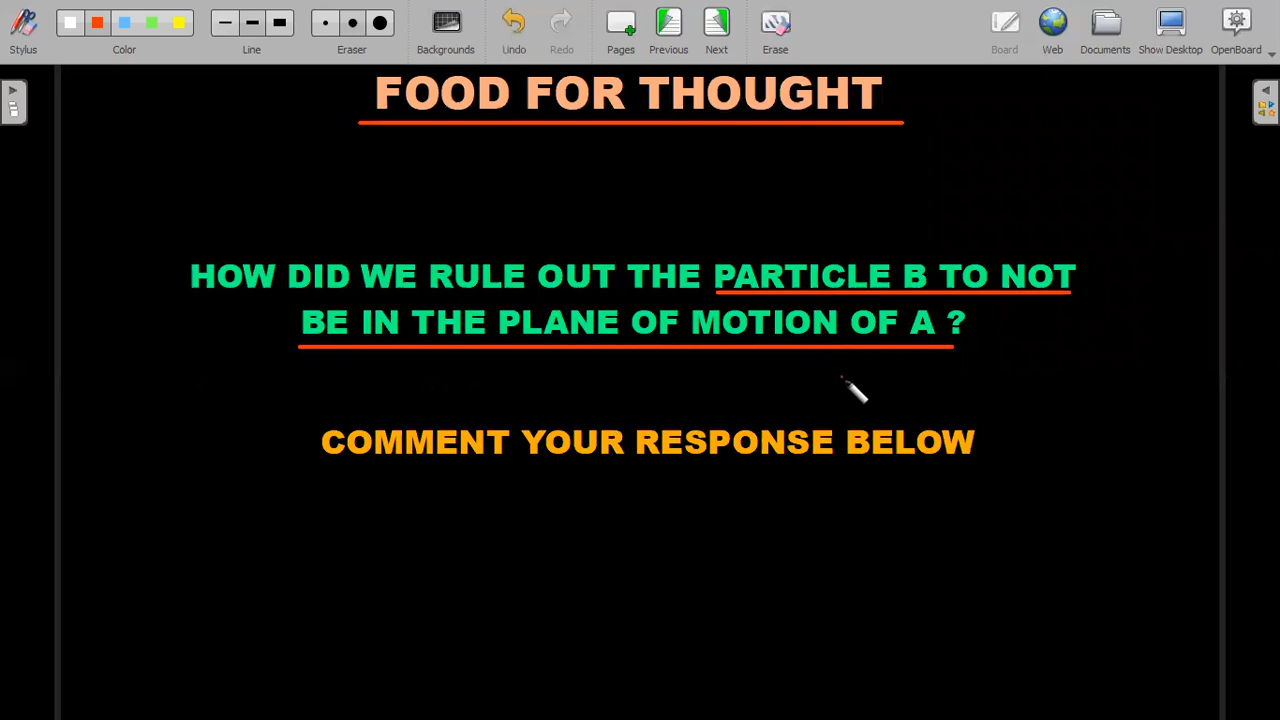 Stylus
Color
Line
Eraser
Backgrounds
Undo
Redo
Pages
Previous
Next
Erase
Board
Web
Documents
Show Desktop
OpenBoard
FOOD FOR THOUGHT
HOW DID WE RULE OUT THE PARTICLE B TO NOT
BE IN THE PLANE OF MOTION OF A ?
COMMENT YOUR RESPONSE BELOW